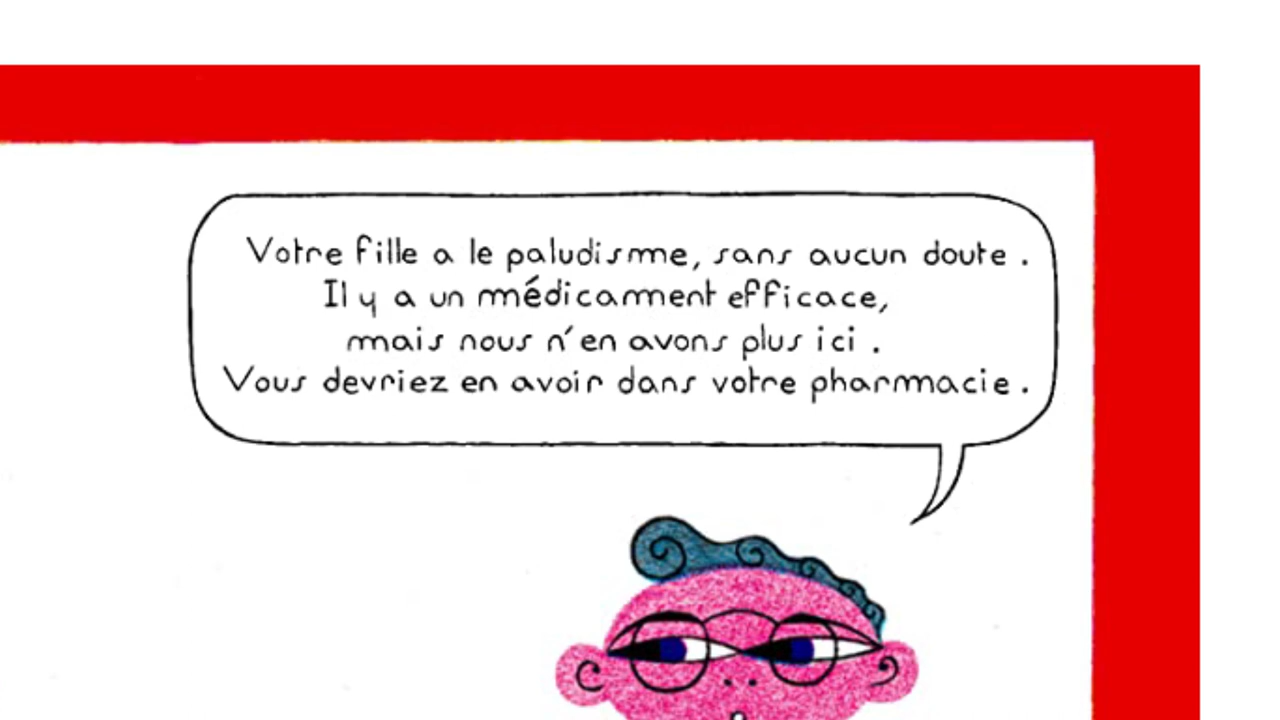 Votre fille a le paludisme, sans aucun doute.
Il y a un médicament efficace,
mais nous n'en avons plus ici.
Vous devriez en avoir dans votre pharmacie.